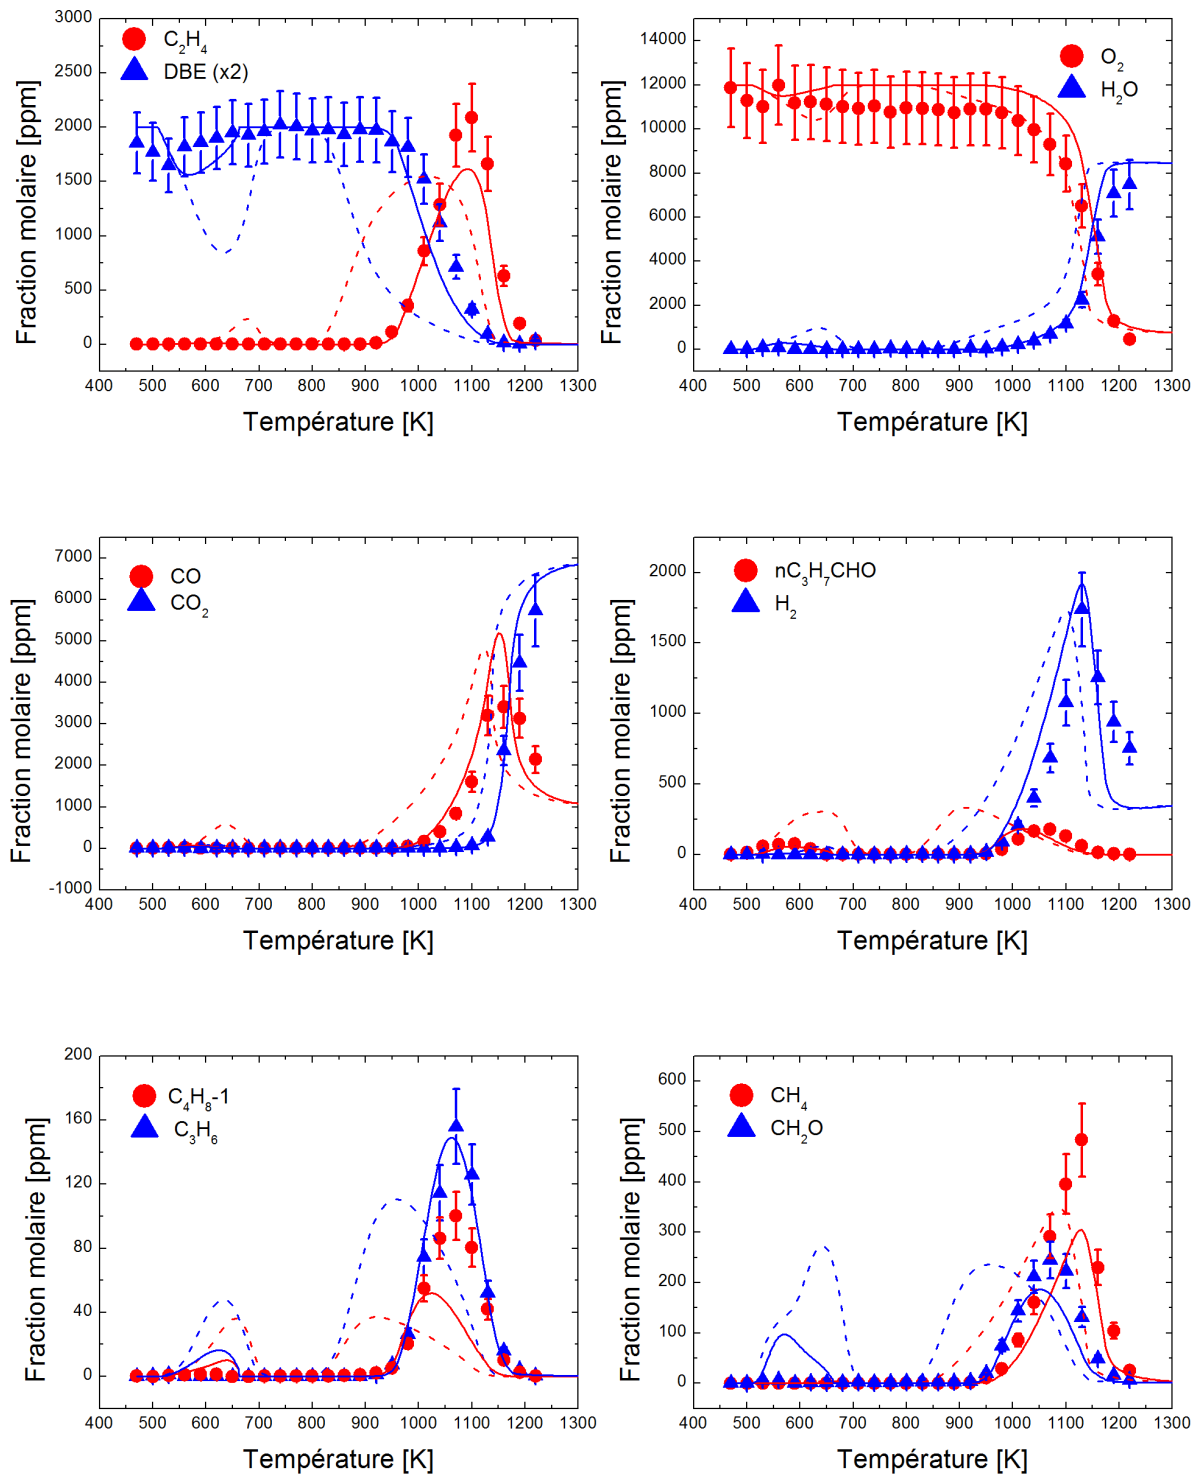 Fraction molaire [ppm]
3000
2500
2000
1500
1000
500
0
C₂H₄
DBE (x2)
400 500 600 700 800 900 1000 1100 1200 1300
Température [K]
Fraction molaire [ppm]
14000
12000
10000
8000
6000
4000
2000
0
O₂
H₂O
400 500 600 700 800 900 1000 1100 1200 1300
Température [K]
Fraction molaire [ppm]
7000
6000
5000
4000
3000
2000
1000
0
-1000
CO
CO₂
400 500 600 700 800 900 1000 1100 1200 1300
Température [K]
Fraction molaire [ppm]
2000
1500
1000
500
0
nC₃H₇CHO
H₂
400 500 600 700 800 900 1000 1100 1200 1300
Température [K]
Fraction molaire [ppm]
200
160
120
80
40
0
C₄H₈-1
C₃H₆
400 500 600 700 800 900 1000 1100 1200 1300
Température [K]
Fraction molaire [ppm]
600
500
400
300
200
100
0
CH₄
CH₂O
400 500 600 700 800 900 1000 1100 1200 1300
Température [K]